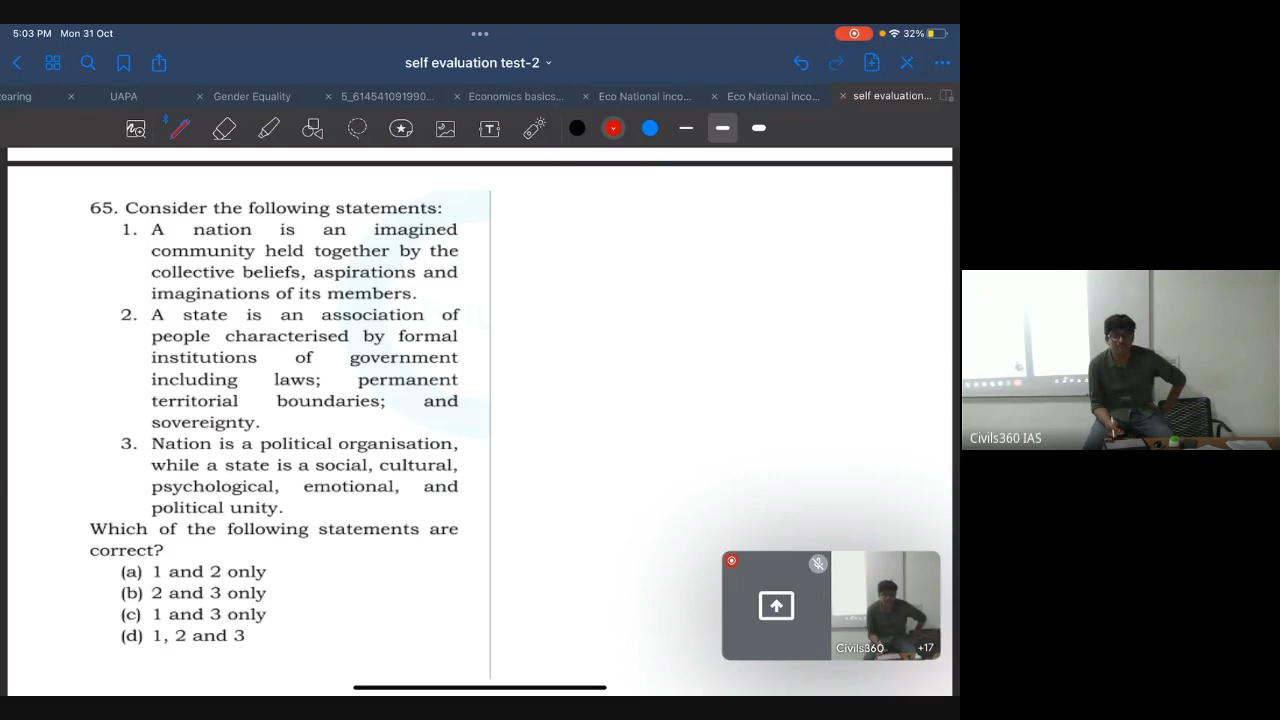 5:03 PM Mon 31 Oct
32%
self evaluation test-2
earing
UAPA
Gender Equality
5_614541091990...
Economics basics...
Eco National inco...
Eco National inco...
self evaluation...
65. Consider the following statements:
1. A nation is an imagined
community held together by the
collective beliefs, aspirations and
imaginations of its members.
2. A state is an association of
people characterised by formal
institutions of government
including laws; permanent
territorial boundaries; and
sovereignty.
3. Nation is a political organisation,
while a state is a social, cultural,
psychological, emotional, and
political unity.
Which of the following statements are
correct?
(a) 1 and 2 only
(b) 2 and 3 only
(c) 1 and 3 only
(d) 1, 2 and 3
Civils360 IAS
Civils360
+17